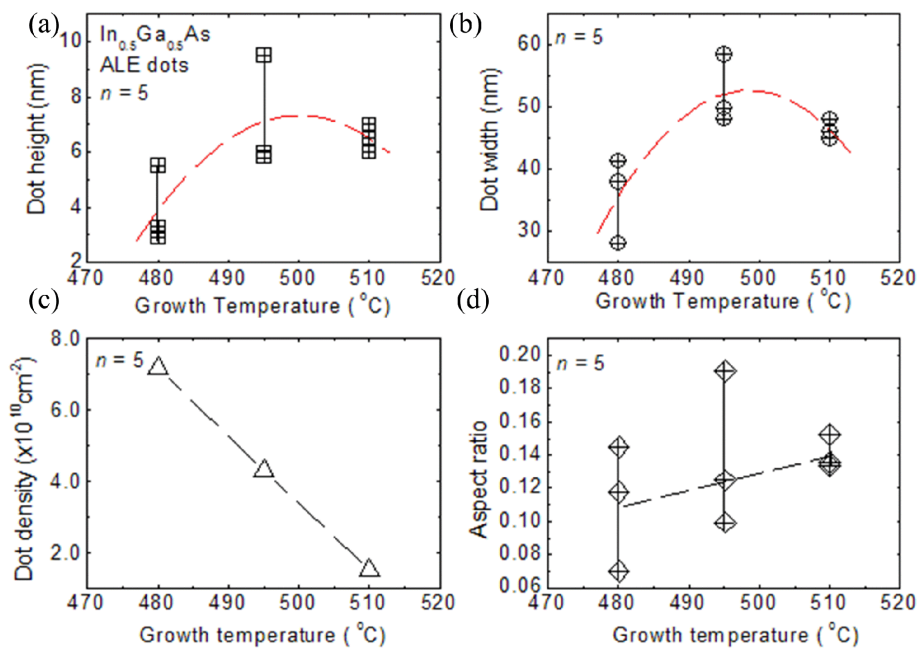 (a)
In₀.₅Ga₀.₅As
ALE dots
n = 5
10
8
6
4
2
Dot height (nm)
470 480 490 500 510 520
Growth Temperature ( °C)
(b)
n = 5
60
50
40
30
Dot width (nm)
470 480 490 500 510 520
Growth Temperature ( °C)
(c)
n = 5
8.0
6.0
4.0
2.0
Dot density (x10¹⁰cm⁻²)
470 480 490 500 510 520
Growth temperature ( °C)
(d)
n = 5
0.20
0.18
0.16
0.14
0.12
0.10
0.08
0.06
Aspect ratio
470 480 490 500 510 520
Growth temperature ( °C)